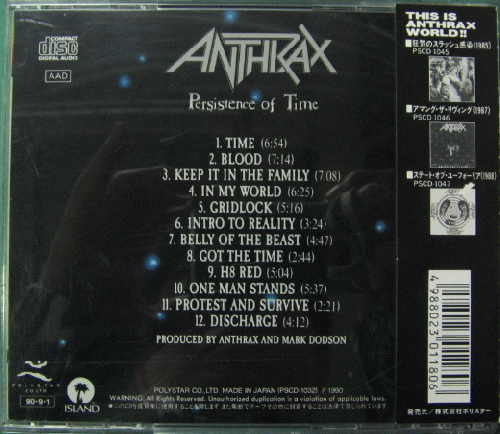 COMPACT
disc
DIGITAL AUDIO
AAD
ANTHRAX
Persistence of Time
1. TIME (6:54)
2. BLOOD (7:14)
3. KEEP IT IN THE FAMILY (7:08)
4. IN MY WORLD (6:25)
5. GRIDLOCK (5:16)
6. INTRO TO REALITY (3:24)
7. BELLY OF THE BEAST (4:47)
8. GOT THE TIME (2:44)
9. H8 RED (5:04)
10. ONE MAN STANDS (5:37)
11. PROTEST AND SURVIVE (2:21)
12. DISCHARGE (4:12)
PRODUCED BY ANTHRAX AND MARK DODSON
POLYSTAR
CO.LTD
90·9·1
ISLAND
POLYSTAR CO.,LTD. MADE IN JAPAN (PSCD-1032) Ⓟ1990
WARNING: All Rights Reserved. Unauthorized duplication is a violation of applicable laws.
THIS IS
ANTHRAX
WORLD!!
■狂気のスラッシュ感染(1985)
PSCD-1045
■アマング・ザ・リヴィング(1987)
PSCD-1046
ANTHRAX
■ステート・オブ・ユーフォーリア(1988)
PSCD-1047
4988023011806
発売元／株式会社ポリスター